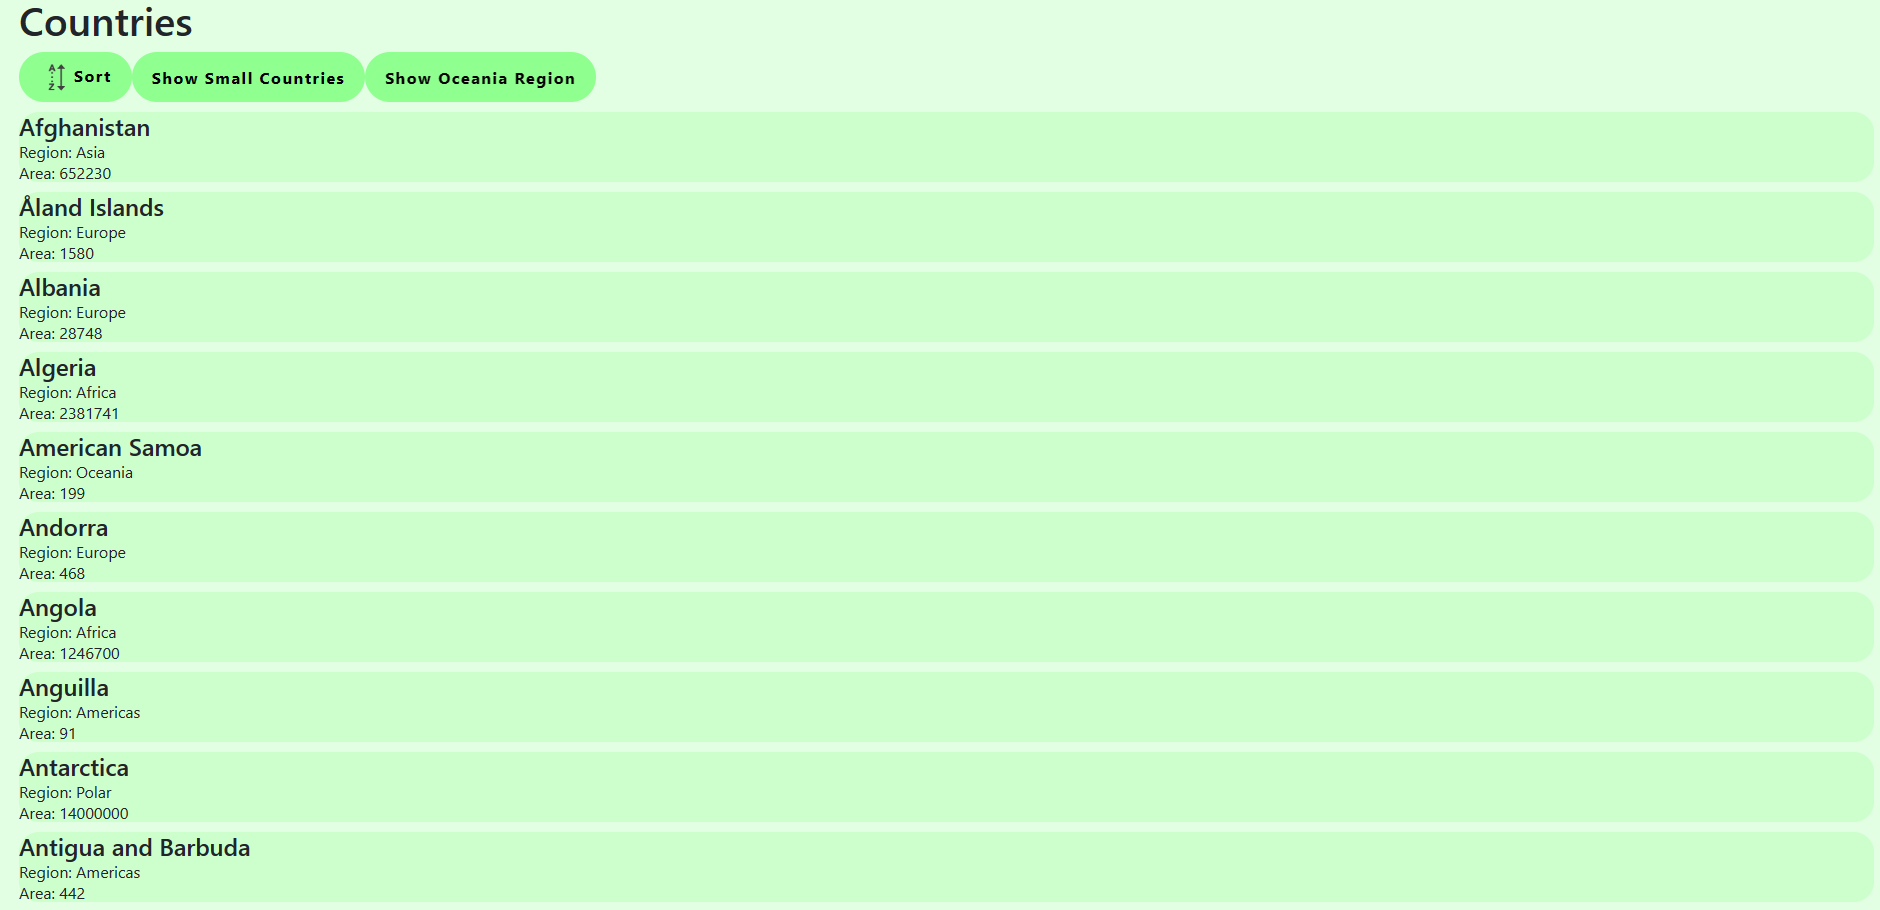 Countries
A Z Sort Show Small Countries Show Oceania Region
Afghanistan
Region: Asia
Area: 652230
Åland Islands
Region: Europe
Area: 1580
Albania
Region: Europe
Area: 28748
Algeria
Region: Africa
Area: 2381741
American Samoa
Region: Oceania
Area: 199
Andorra
Region: Europe
Area: 468
Angola
Region: Africa
Area: 1246700
Anguilla
Region: Americas
Area: 91
Antarctica
Region: Polar
Area: 14000000
Antigua and Barbuda
Region: Americas
Area: 442